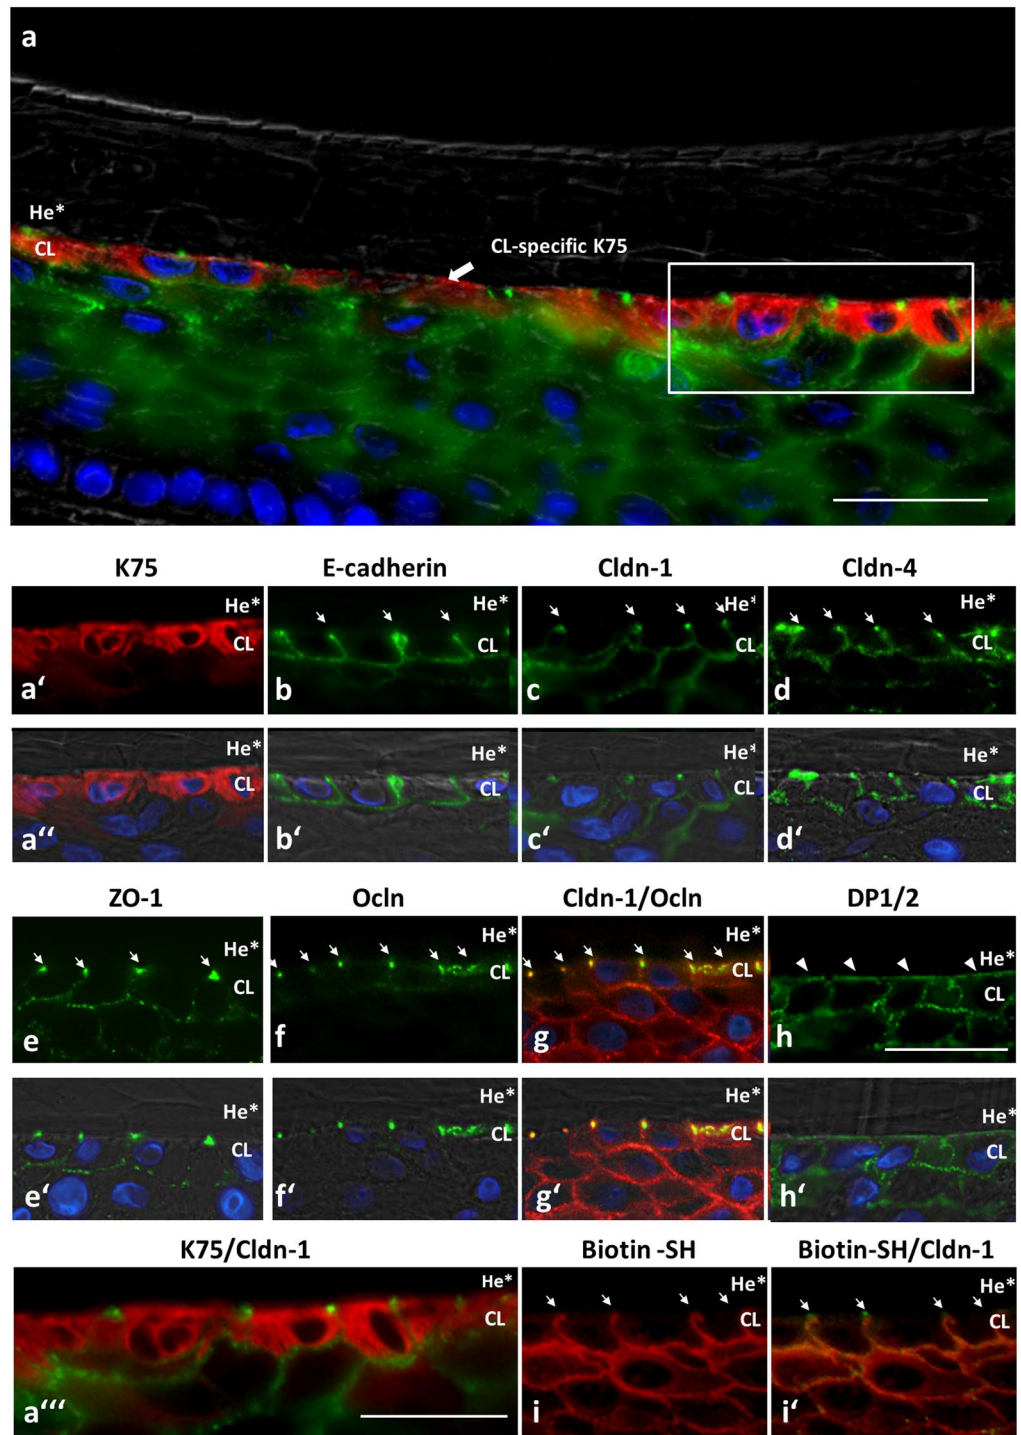 a
He*
CL
CL-specific K75
K75
E-cadherin
Cldn-1
Cldn-4
He*
CL
a‘
He*
CL
b
He*
CL
c
He*
CL
d
He*
CL
a‘‘
He*
CL
b‘
He*
CL
c‘
He*
CL
d‘
ZO-1
Ocln
Cldn-1/Ocln
DP1/2
He*
CL
e
He*
CL
f
He*
CL
g
He*
CL
h
He*
CL
e‘
He*
CL
f‘
He*
CL
g‘
He*
CL
h‘
K75/Cldn-1
Biotin -SH
Biotin-SH/Cldn-1
He*
CL
a‘‘‘
He*
CL
i
He*
CL
i‘